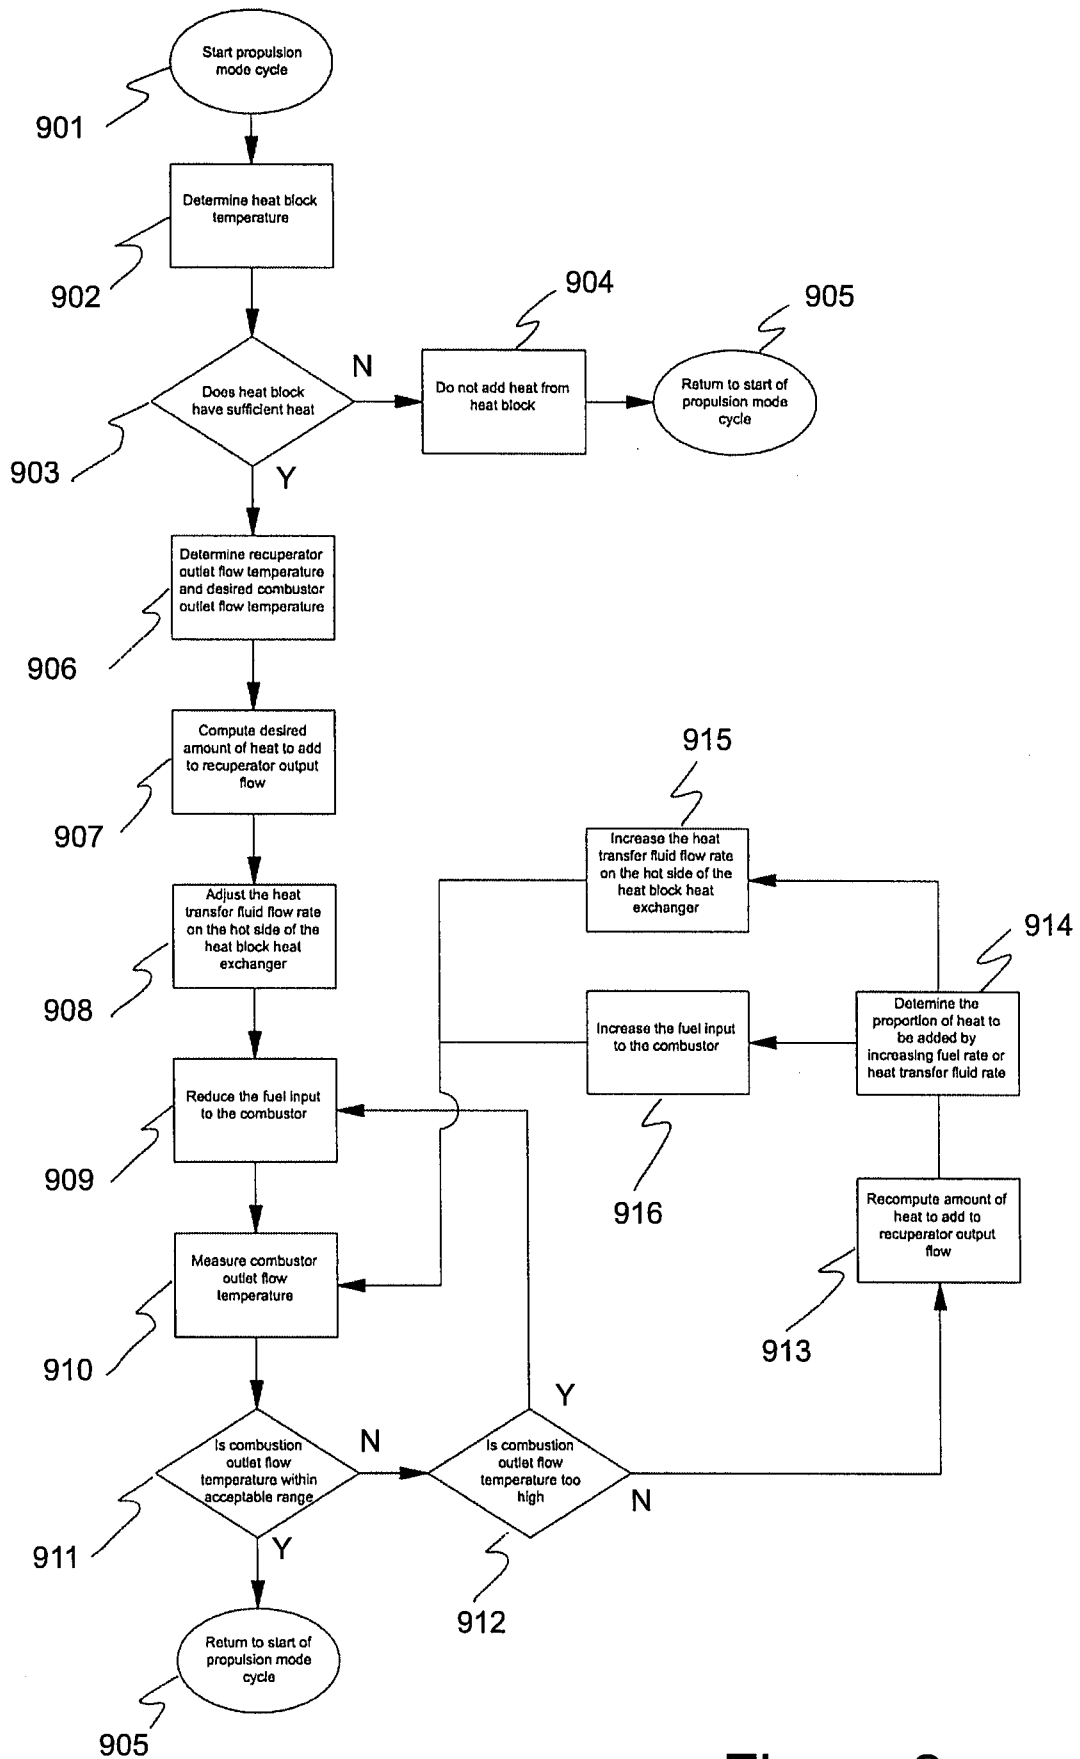 Start propulsion
mode cycle
901
Determine heat block
temperature
902
904
905
N
Does heat block
have sufficient heat
Do not add heat from
heat block
Return to start of
propulsion mode
cycle
903
Y
Determine recuperator
outlet flow temperature
and desired combustor
outlet flow temperature
906
Compute desired
amount of heat to add
to recuperator output
flow
907
915
Increase the heat
transfer fluid flow rate
on the hot side of the
heat block heat
exchanger
Adjust the heat
transfer fluid flow rate
on the hot side of the
heat block heat
exchanger
908
914
Detemine the
proportion of heat to
be added by
increasing fuel rate or
heat transfer fluid rate
Increase the fuel input
to the combustor
916
Reduce the fuel input
to the combustor
909
Recompute amount of
heat to add to
recuperator output
flow
913
Measure combustor
outlet flow
temperature
910
Is combustion
outlet flow
temperature within
acceptable range
911
N
Y
Is combustion
outlet flow
temperature too
high
Y
N
912
Return to start of
propulsion mode
cycle
905